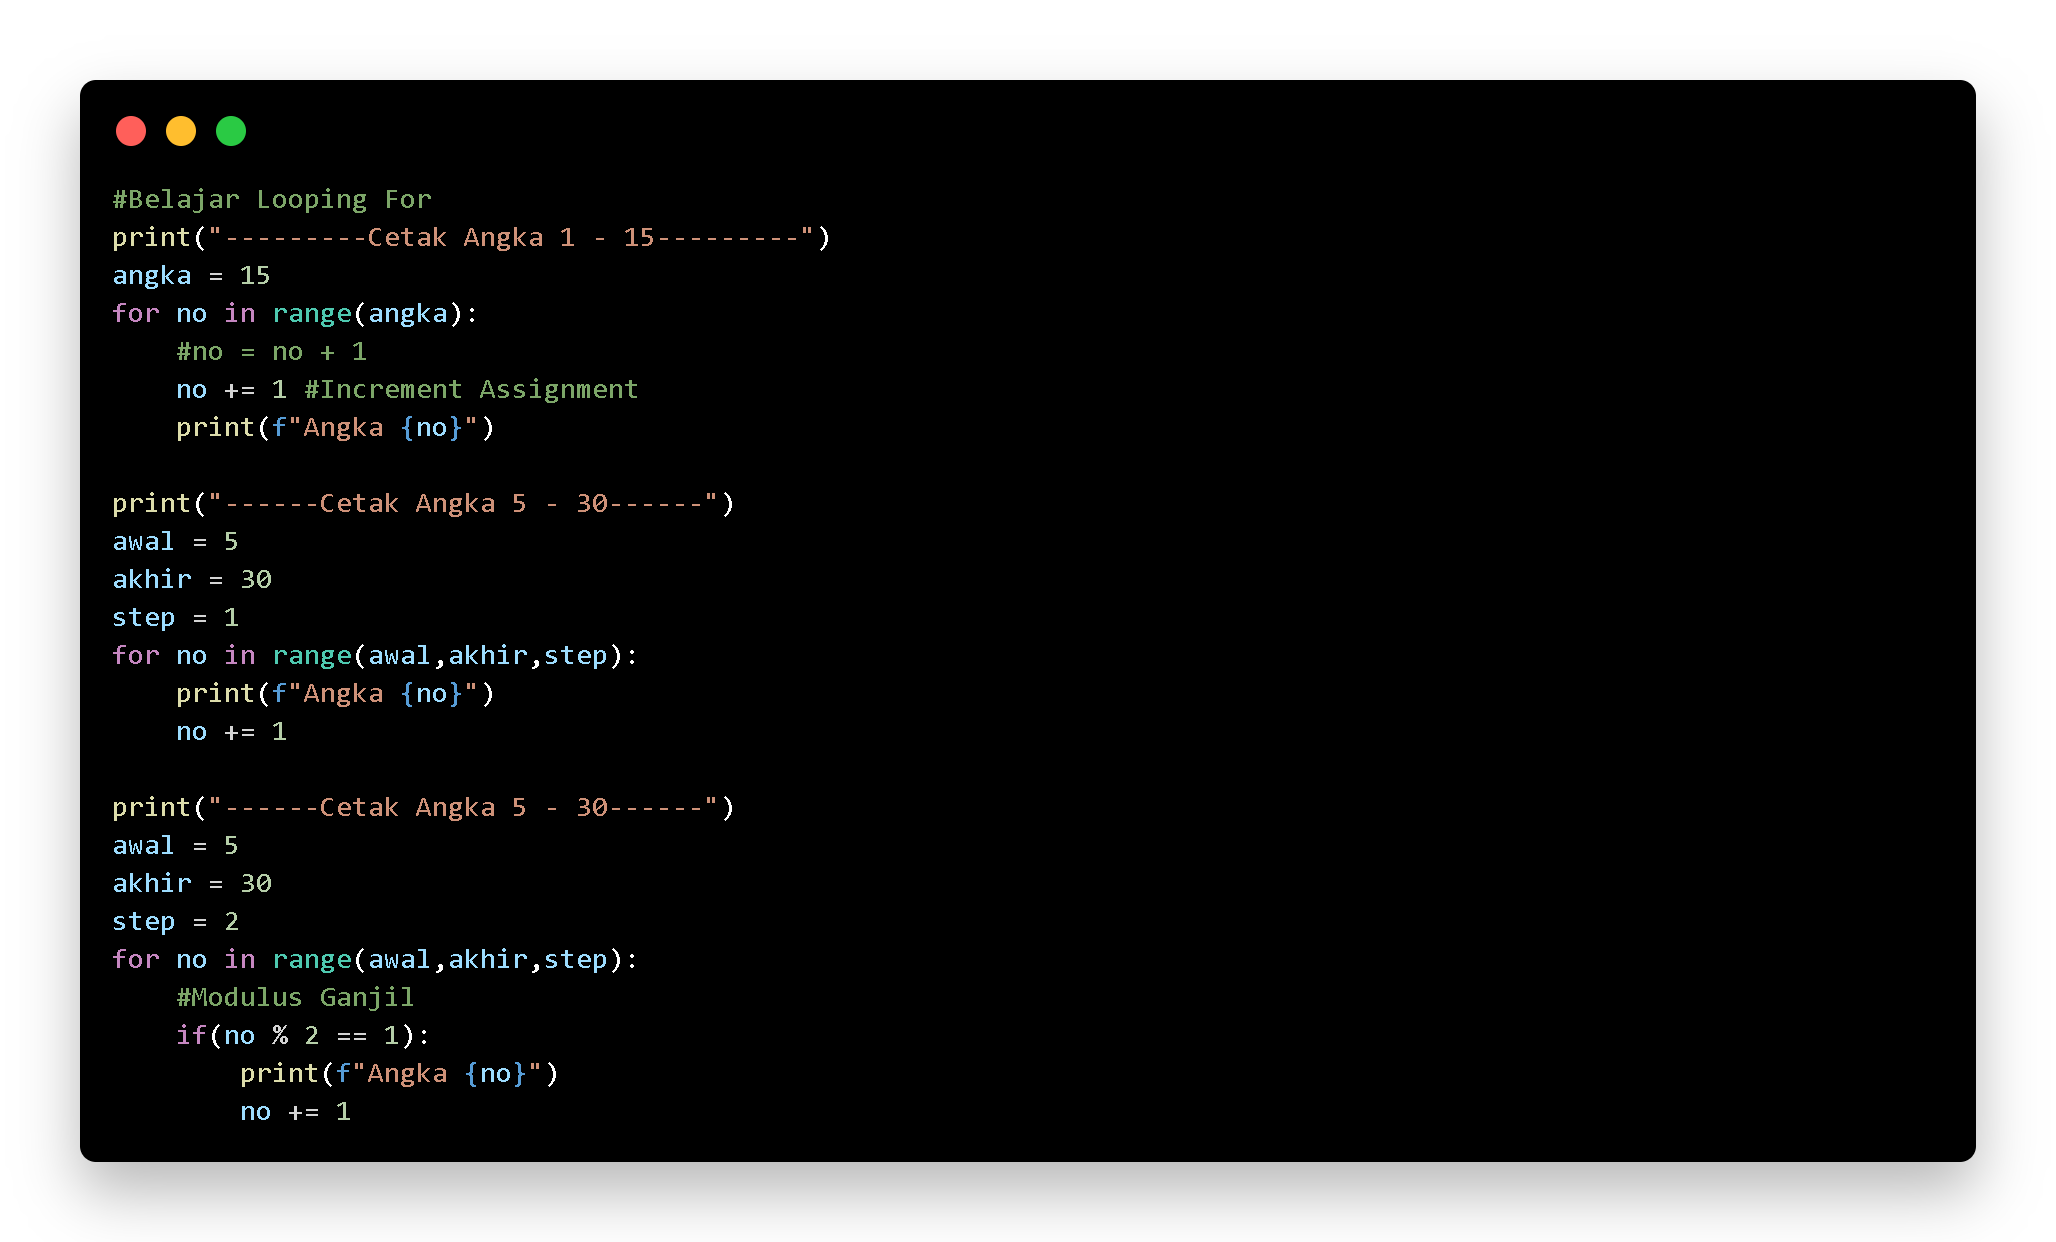 #Belajar Looping For
print("---------Cetak Angka 1 - 15---------")
angka = 15
for no in range(angka):
    #no = no + 1
    no += 1 #Increment Assignment
    print(f"Angka {no}")

print("------Cetak Angka 5 - 30------")
awal = 5
akhir = 30
step = 1
for no in range(awal,akhir,step):
    print(f"Angka {no}")
    no += 1

print("------Cetak Angka 5 - 30------")
awal = 5
akhir = 30
step = 2
for no in range(awal,akhir,step):
    #Modulus Ganjil
    if(no % 2 == 1):
        print(f"Angka {no}")
        no += 1